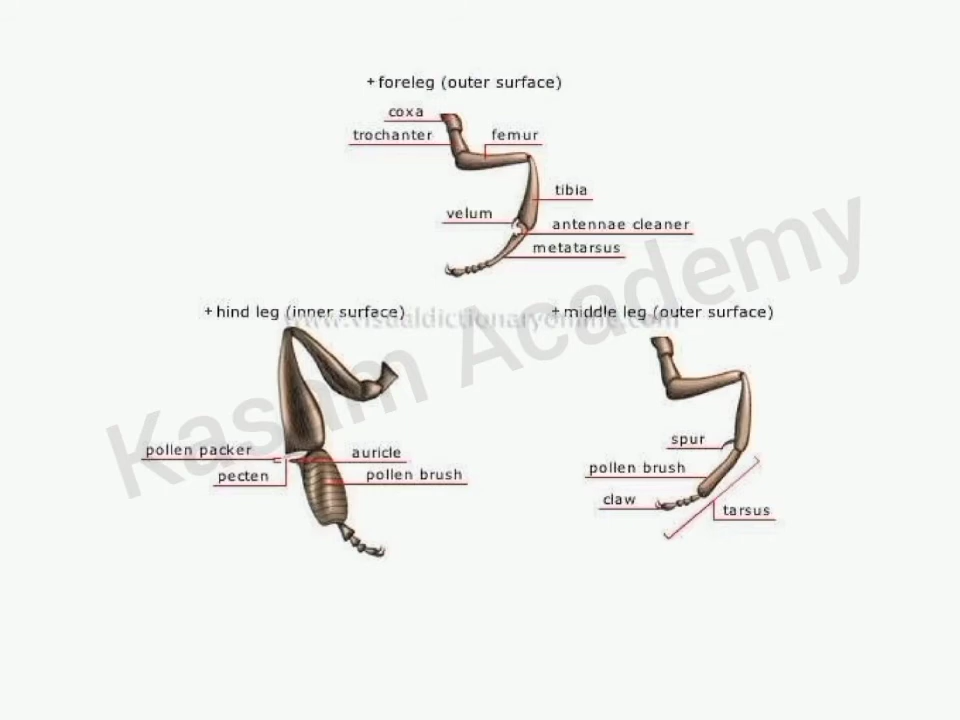 + foreleg (outer surface)
coxa
trochanter
femur
tibia
velum
antennae cleaner
metatarsus
+ hind leg (inner surface)
+ middle leg (outer surface)
www.visualdictionaryonline.com
Kashm Academy
pollen packer
auricle
pecten
pollen brush
spur
pollen brush
claw
tarsus